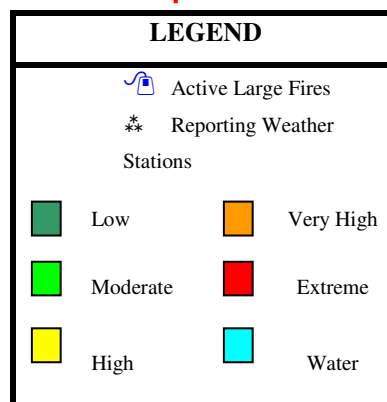 LEGEND
Active Large Fires
⁂ Reporting Weather
Stations
Low
Very High
Moderate
Extreme
High
Water